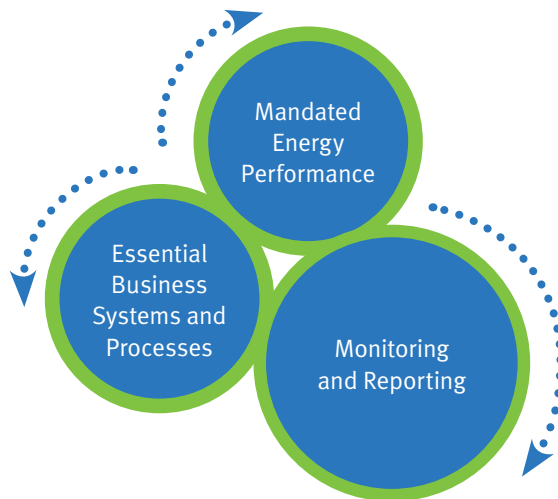 Mandated
Energy
Performance
Essential
Business
Systems and
Processes
Monitoring
and Reporting